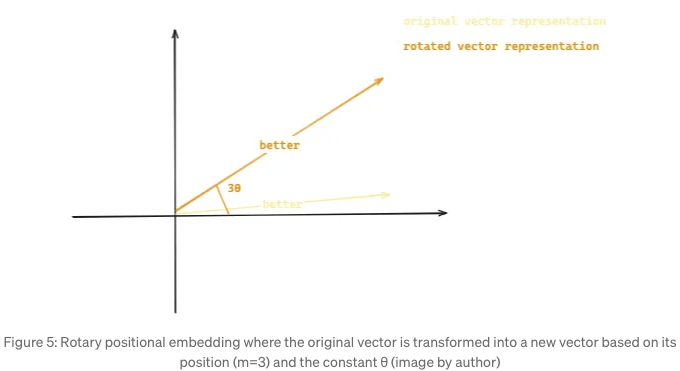 original vector representation
rotated vector representation
better
3θ
better
Figure 5: Rotary positional embedding where the original vector is transformed into a new vector based on its
position (m=3) and the constant θ (image by author)